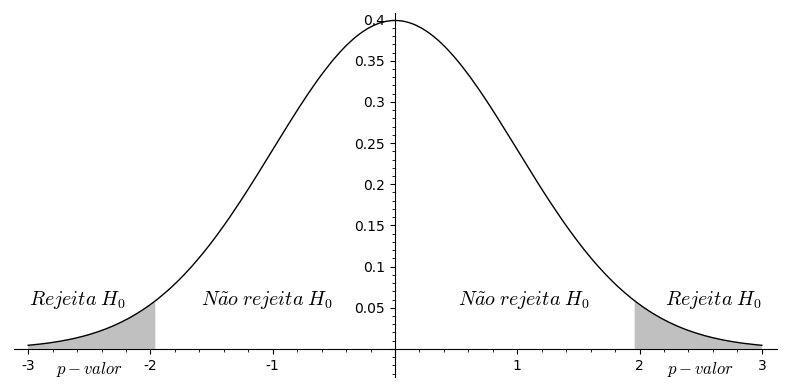 0.4
0.35
0.3
0.25
0.2
0.15
0.1
Rejeita H₀ Não rejeita H₀ Não rejeita H₀ Rejeita H₀
0.05
-3 -2 -1 1 2 3
p − valor p − valor